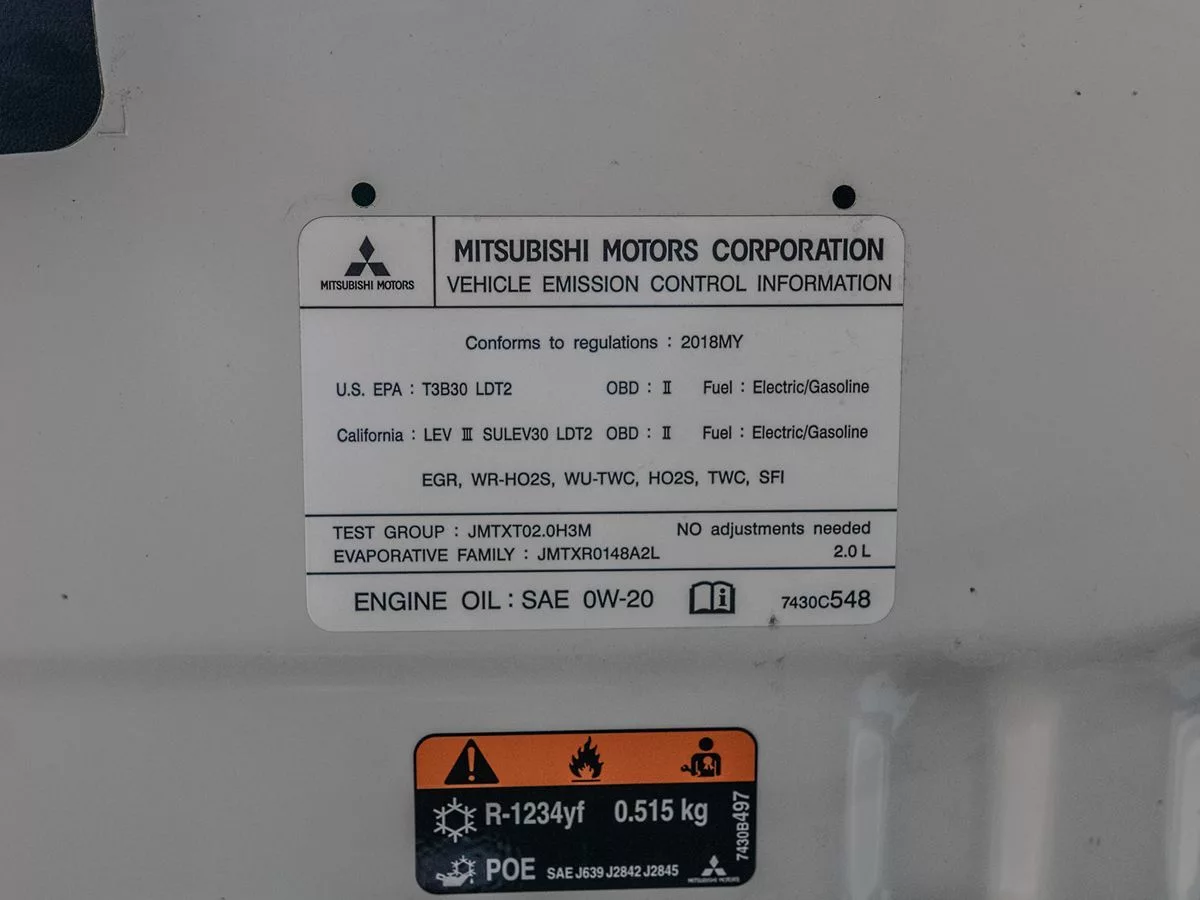 MITSUBISHI MOTORS
MITSUBISHI MOTORS CORPORATION
VEHICLE EMISSION CONTROL INFORMATION
Conforms to regulations : 2018MY
U.S. EPA : T3B30 LDT2 OBD : Ⅱ Fuel : Electric/Gasoline
California : LEV Ⅲ SULEV30 LDT2 OBD : Ⅱ Fuel : Electric/Gasoline
EGR, WR-HO2S, WU-TWC, HO2S, TWC, SFI
TEST GROUP : JMTXT02.0H3M NO adjustments needed
EVAPORATIVE FAMILY : JMTXR0148A2L 2.0 L
ENGINE OIL : SAE 0W-20 7430C548
R-1234yf 0.515 kg
POE SAE J639 J2842 J2845
7430B497
MITSUBISHI MOTORS